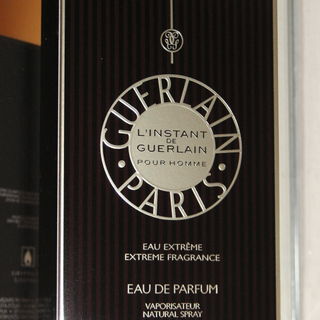 GUERLAIN
L'INSTANT
DE
GUERLAIN
POUR HOMME
PARIS
EAU EXTRÊME
EXTREME FRAGRANCE
EAU DE PARFUM
VAPORISATEUR
NATURAL SPRAY